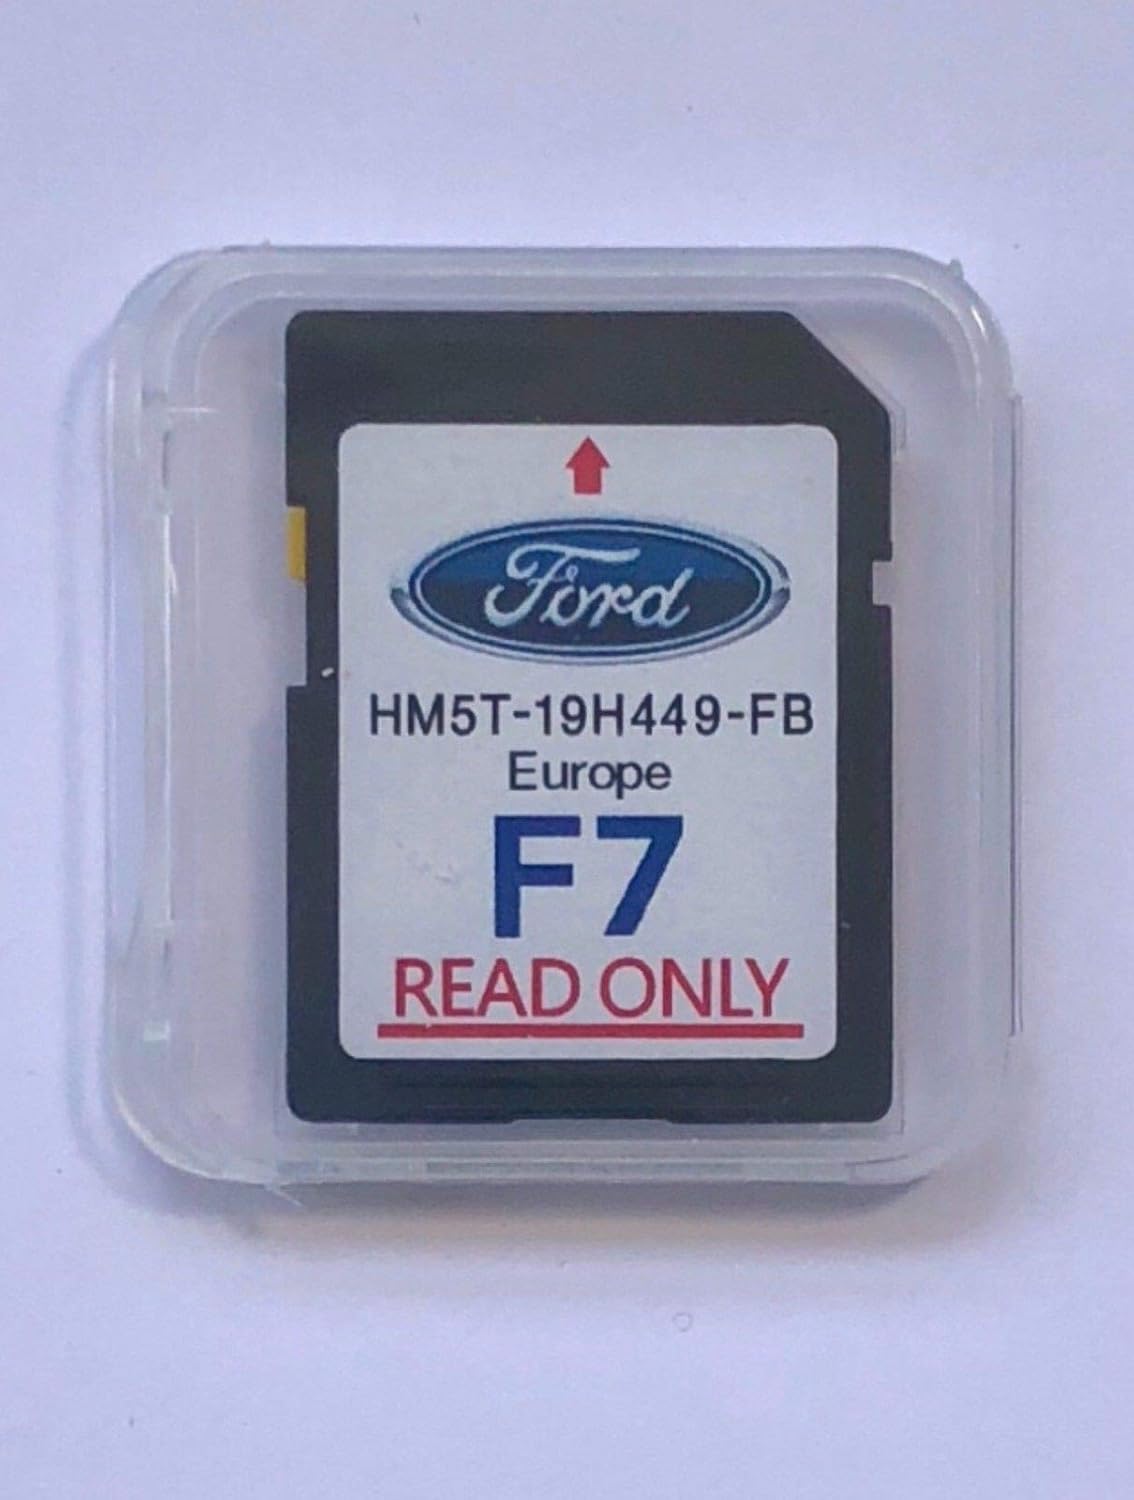 Ford
HM5T-19H449-FB
Europe
F7
READ ONLY